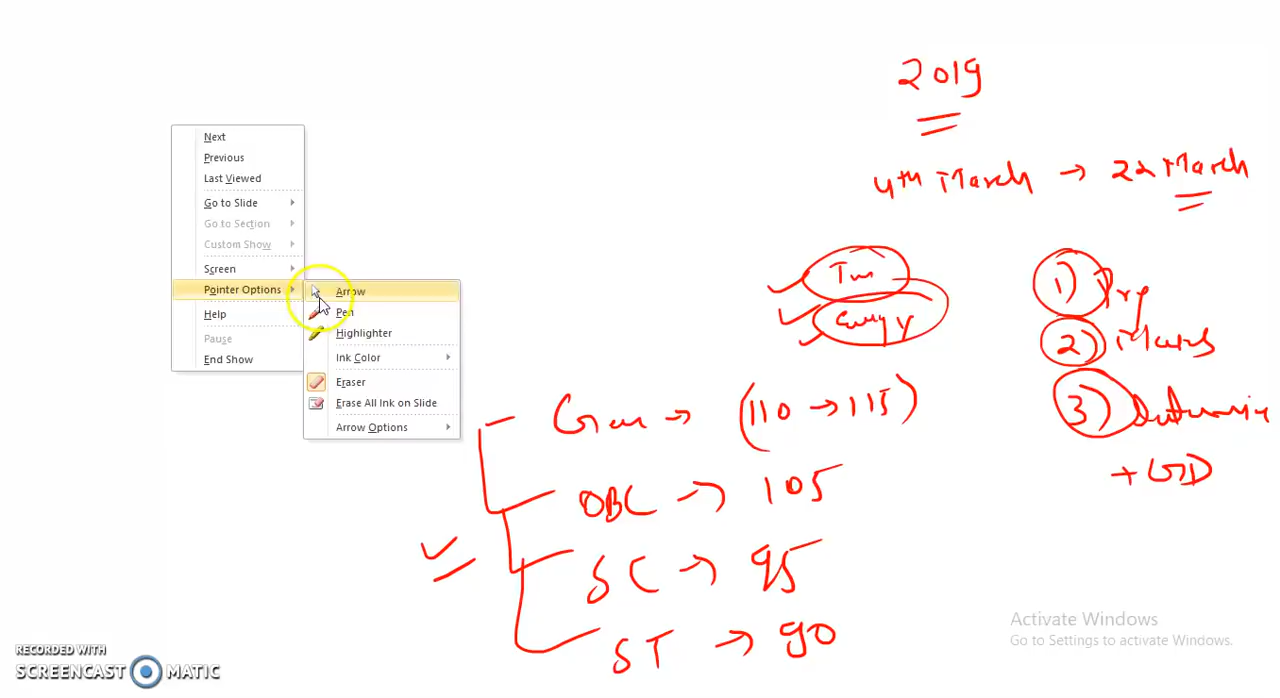 2019
4th March → 22 March
Next
Previous
Last Viewed
Go to Slide
Go to Section
Custom Show
Screen
Pointer Options
Help
Pause
End Show
Arrow
Pen
Highlighter
Ink Color
Eraser
Erase All Ink on Slide
Arrow Options
1)
2)
3)
+ GD
Gen → (110 → 115)
OBC → 105
SC → 95
ST → 90
Activate Windows
Go to Settings to activate Windows.
RECORDED WITH
SCREENCAST MATIC